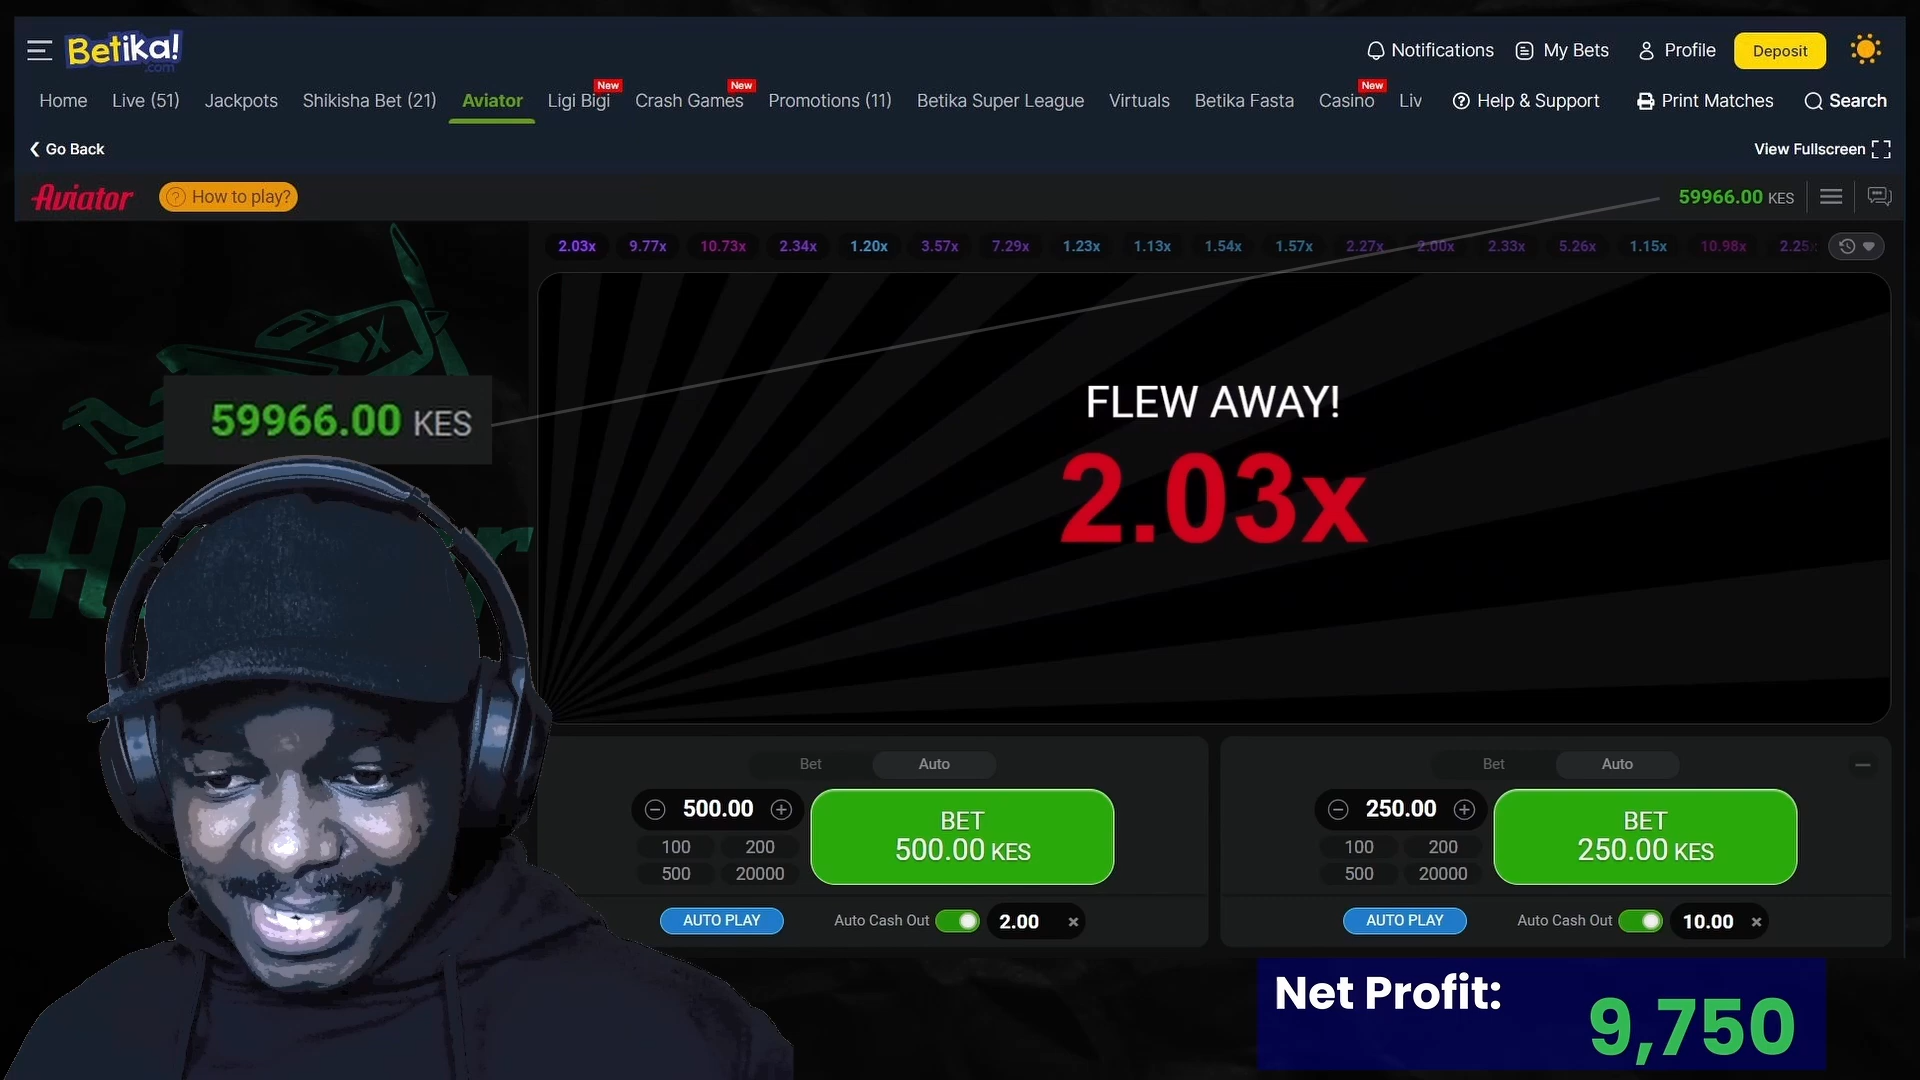 Betika!
.com
Notifications
My Bets
Profile
Deposit
Home
Live (51)
Jackpots
Shikisha Bet (21)
Aviator
Ligi Bigi
New
Crash Games
New
Promotions (11)
Betika Super League
Virtuals
Betika Fasta
Casino
New
Liv
Help & Support
Print Matches
Search
Go Back
View Fullscreen
Aviator
? How to play?
59966.00 KES
2.03x 9.77x 10.73x 2.34x 1.20x 3.57x 7.29x 1.23x 1.13x 1.54x 1.57x 2.27x 2.00x 2.33x 5.26x 1.15x 10.98x 2.25x
59966.00 KES
FLEW AWAY!
2.03x
Bet Auto
500.00
100 200
500 20000
BET
500.00 KES
AUTO PLAY
Auto Cash Out
2.00 ×
Bet Auto
250.00
100 200
500 20000
BET
250.00 KES
AUTO PLAY
Auto Cash Out
10.00 ×
Net Profit:
9,750